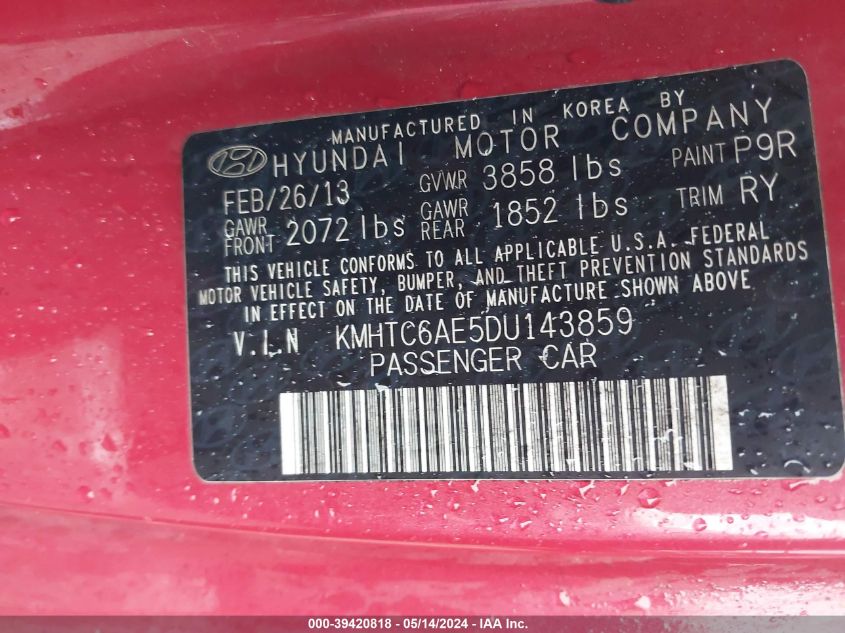 MANUFACTURED IN KOREA BY
HYUNDAI MOTOR COMPANY
FEB/26/13 GVWR 3858 lbs PAINT P9R
GAWR FRONT 2072 lbs GAWR REAR 1852 lbs TRIM RY
THIS VEHICLE CONFORMS TO ALL APPLICABLE U.S.A. FEDERAL
MOTOR VEHICLE SAFETY, BUMPER, AND THEFT PREVENTION STANDARDS
IN EFFECT ON THE DATE OF MANUFACTURE SHOWN ABOVE
V.I.N KMHTC6AE5DU143859
PASSENGER CAR
000-39420818 - 05/14/2024 - IAA Inc.